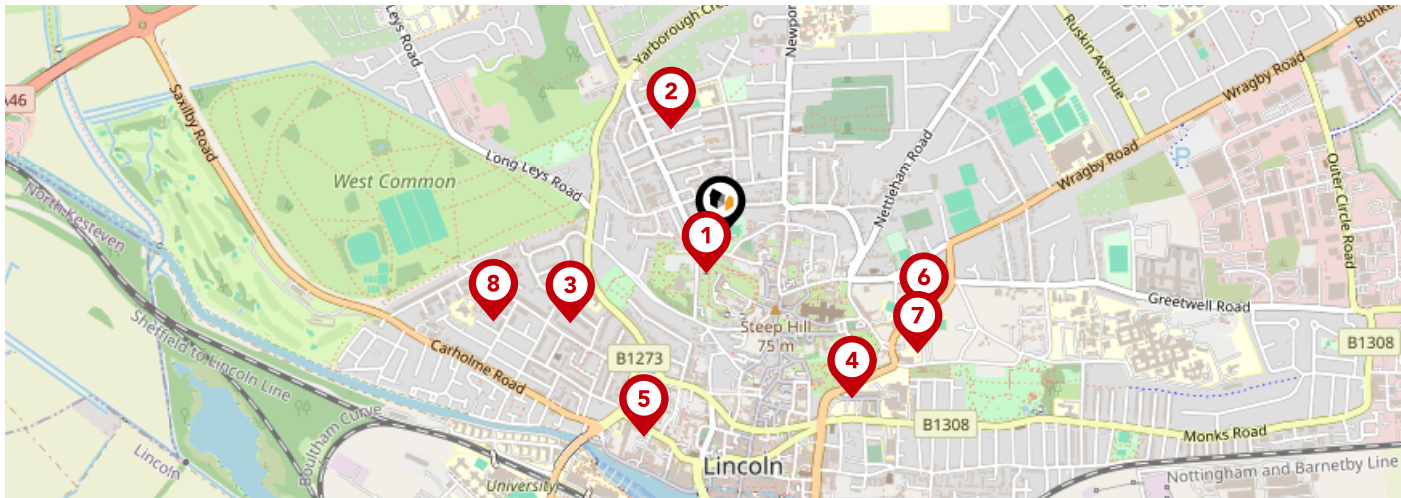 Leys Road
Yarborough Cre
Newpor
Ruskin Avenue
Bunke
A46
Saxilby Road
2
Wragby Road
Long Leys Road
West Common
Nettleham Road
Wragby Road
P
Outer Circle Road
North Kesteven
1
8
3
6
Greetwell Road
7
Sheffield to Lincoln Line
Steep Hill
75 m
B1273
B1308
Carholme Road
4
5
B1308
Boultham Curve
Monks Road
Lincoln
Lincoln
University
Nottingham and Barnetby Line